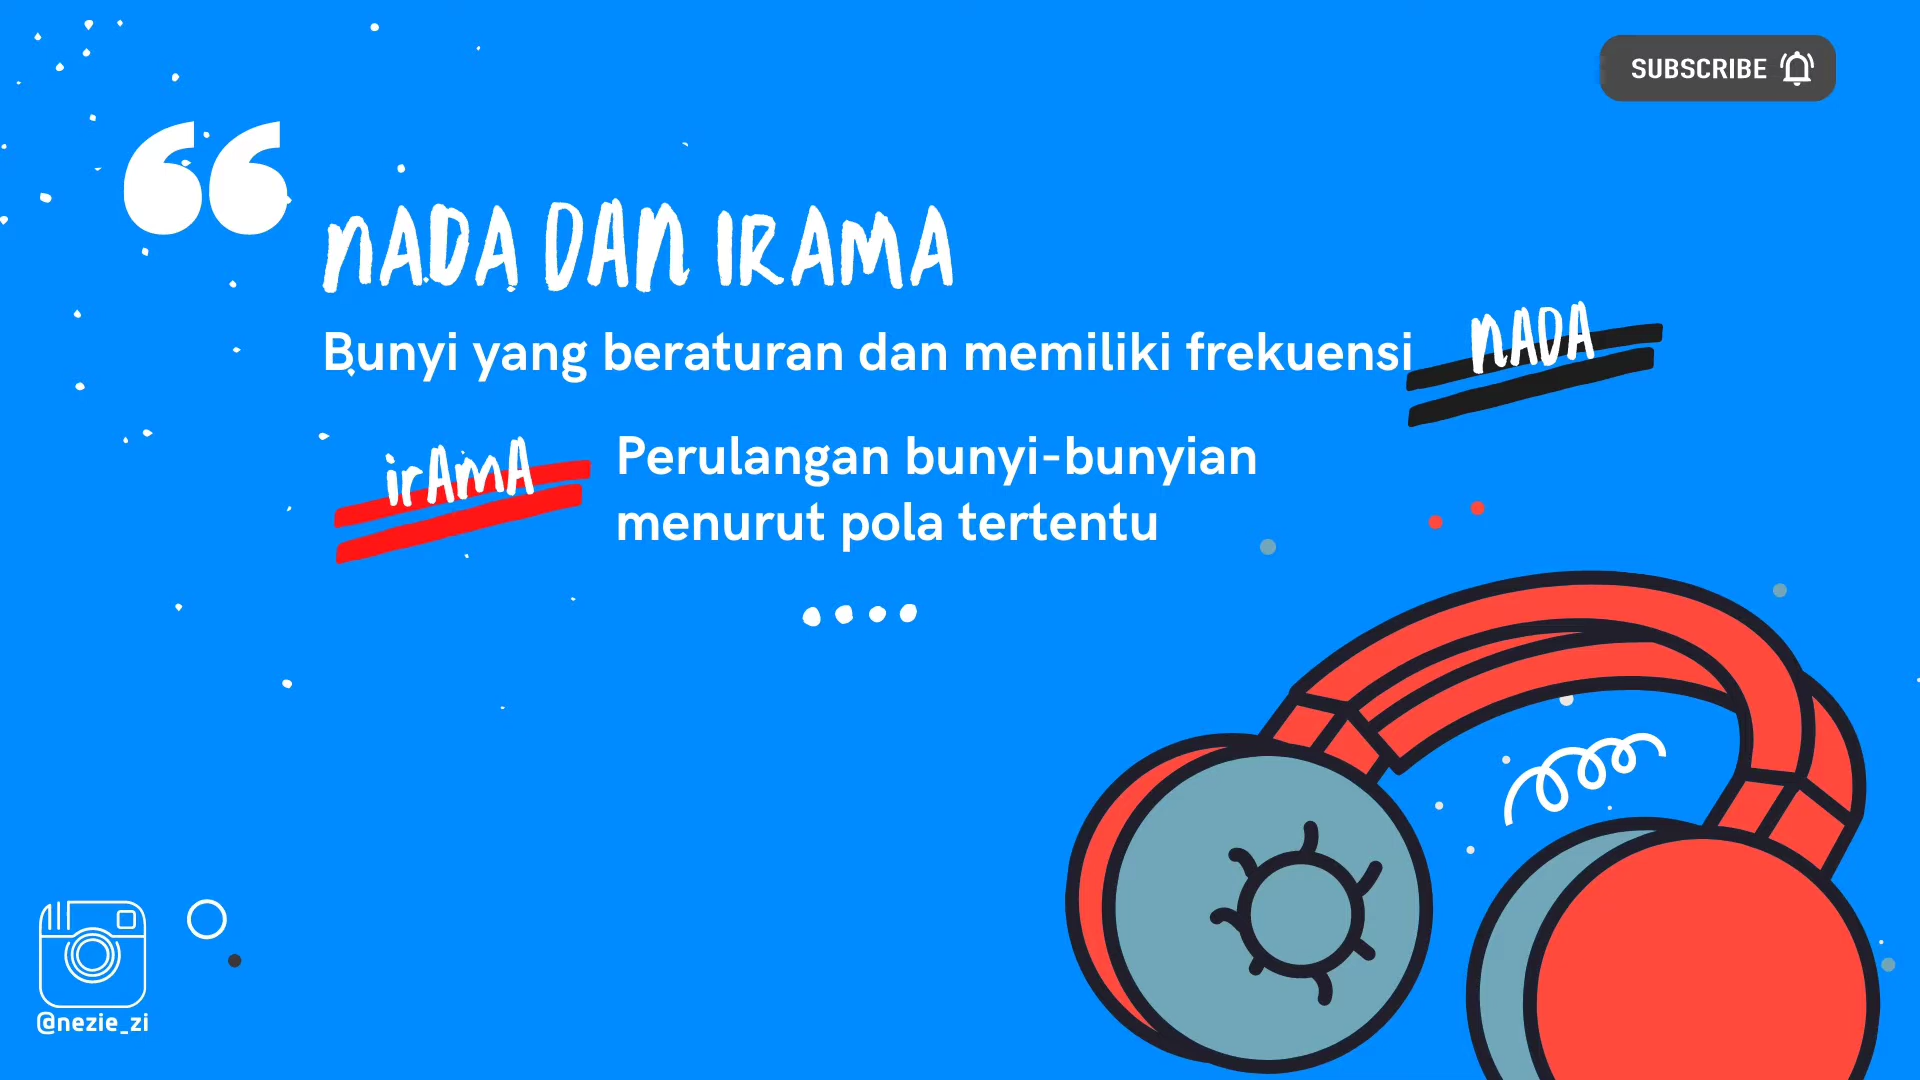 SUBSCRIBE
NADA DAN IRAMA
Bunyi yang beraturan dan memiliki frekuensi NADA
irAmA Perulangan bunyi-bunyian
menurut pola tertentu
@nezie_zi